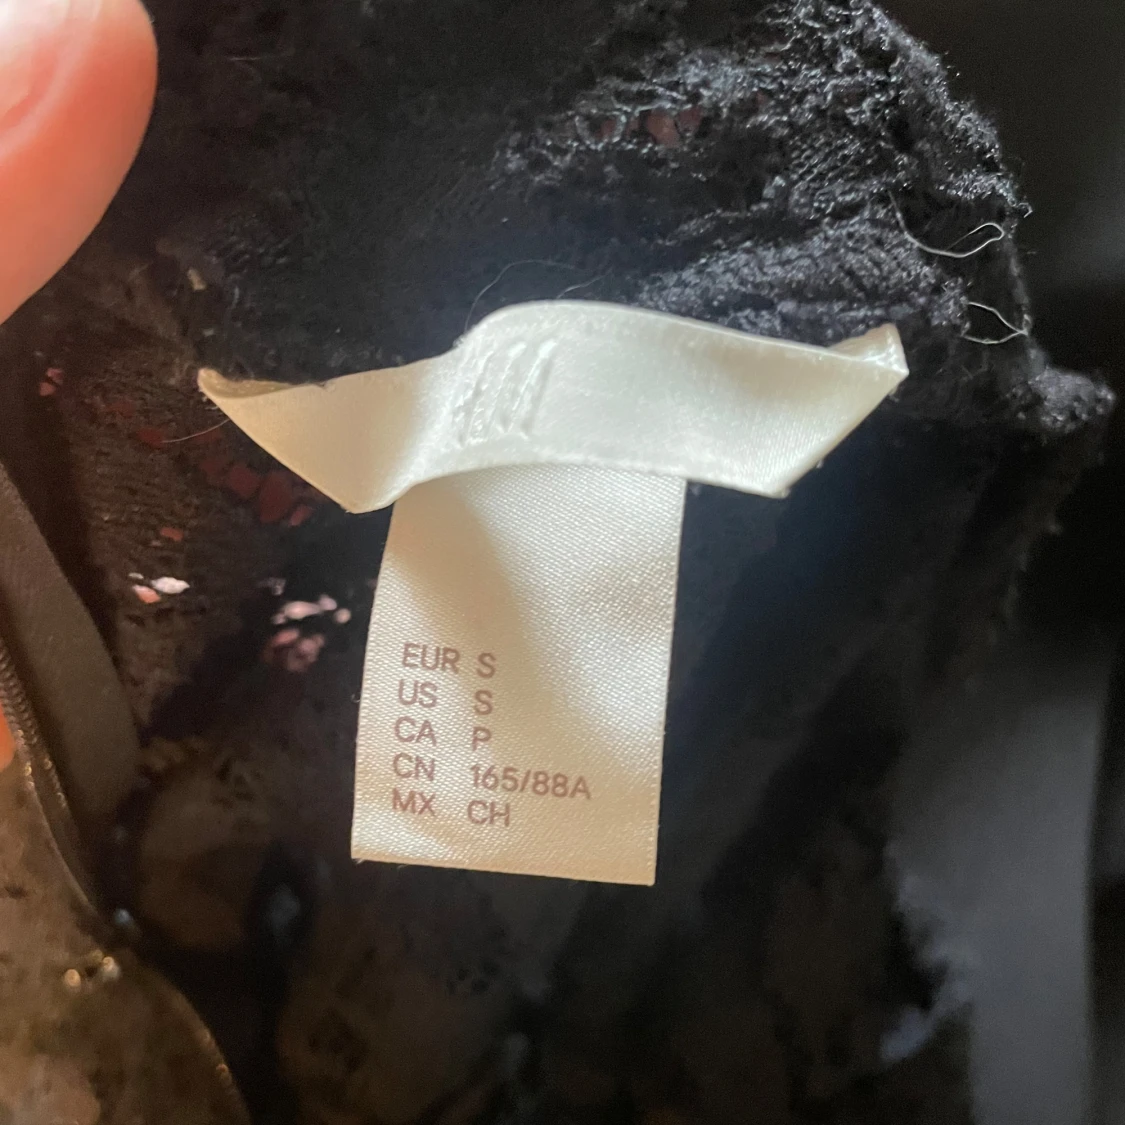 EUR S
US S
CA P
CN 165/88A
MX CH